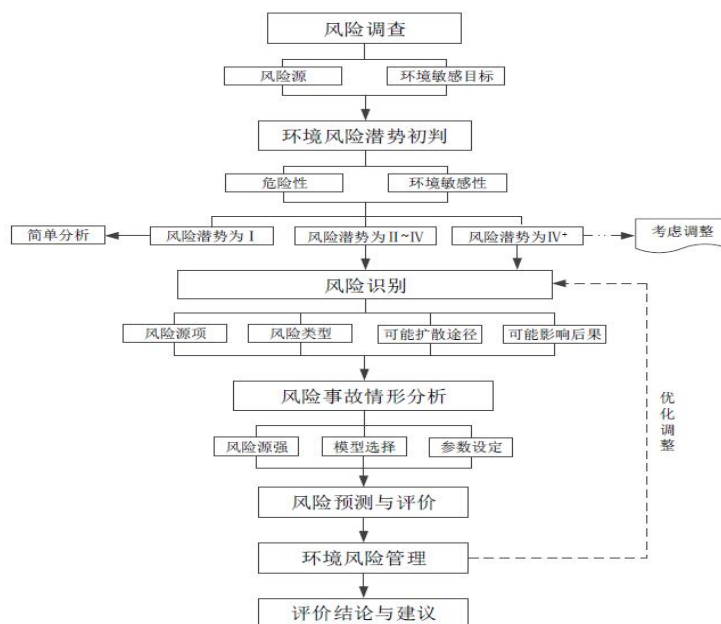 风险调查
风险源
环境敏感目标
环境风险潜势初判
危险性
环境敏感性
简单分析
风险潜势为Ⅰ
风险潜势为Ⅱ~Ⅳ
风险潜势为Ⅳ⁺
考虑调整
风险识别
风险源项
风险类型
可能扩散途径
可能影响后果
风险事故情形分析
优化调整
风险源强
模型选择
参数设定
风险预测与评价
环境风险管理
评价结论与建议